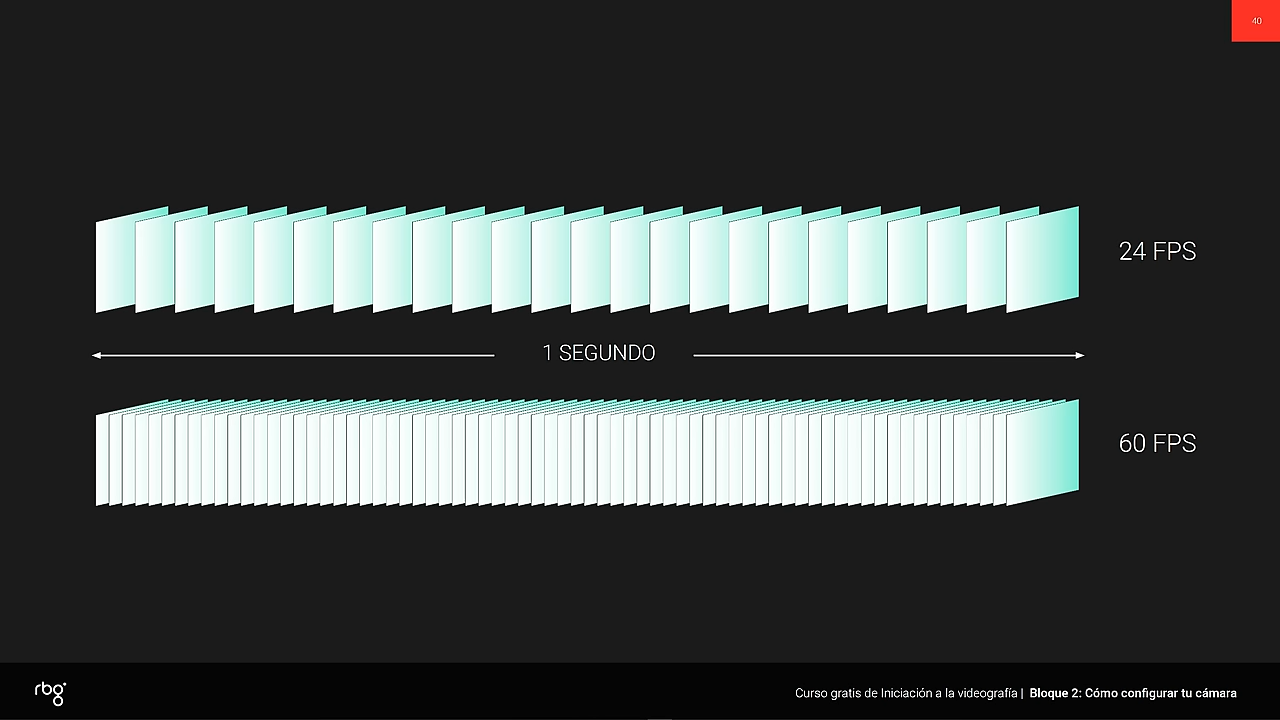 40
24 FPS
1 SEGUNDO
60 FPS
rbg
Curso gratis de Iniciación a la videografía | Bloque 2: Cómo configurar tu cámara